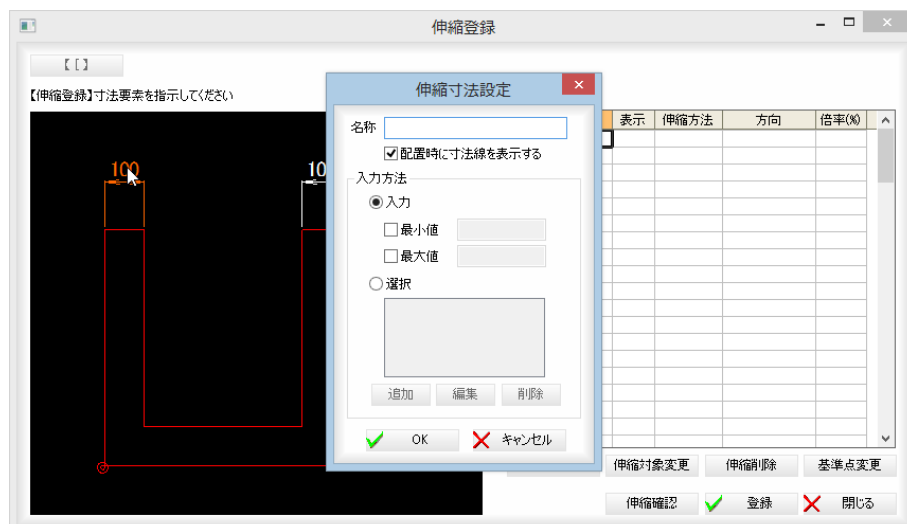 伸縮登録
【 [ 】
【伸縮登録】寸法要素を指示してください
100
10
伸縮寸法設定
名称
配置時に寸法線を表示する
入力方法
入力
最小値
最大値
選択
追加 編集 削除
OK キャンセル
表示 伸縮方法 方向 倍率(%)
伸縮対象変更 伸縮削除 基準点変更
伸縮確認 登録 閉じる